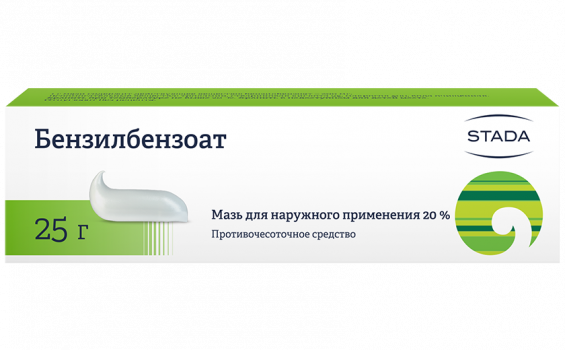 Бензилбензоат
STADA
25 г
Мазь для наружного применения 20 %
Противочесоточное средство